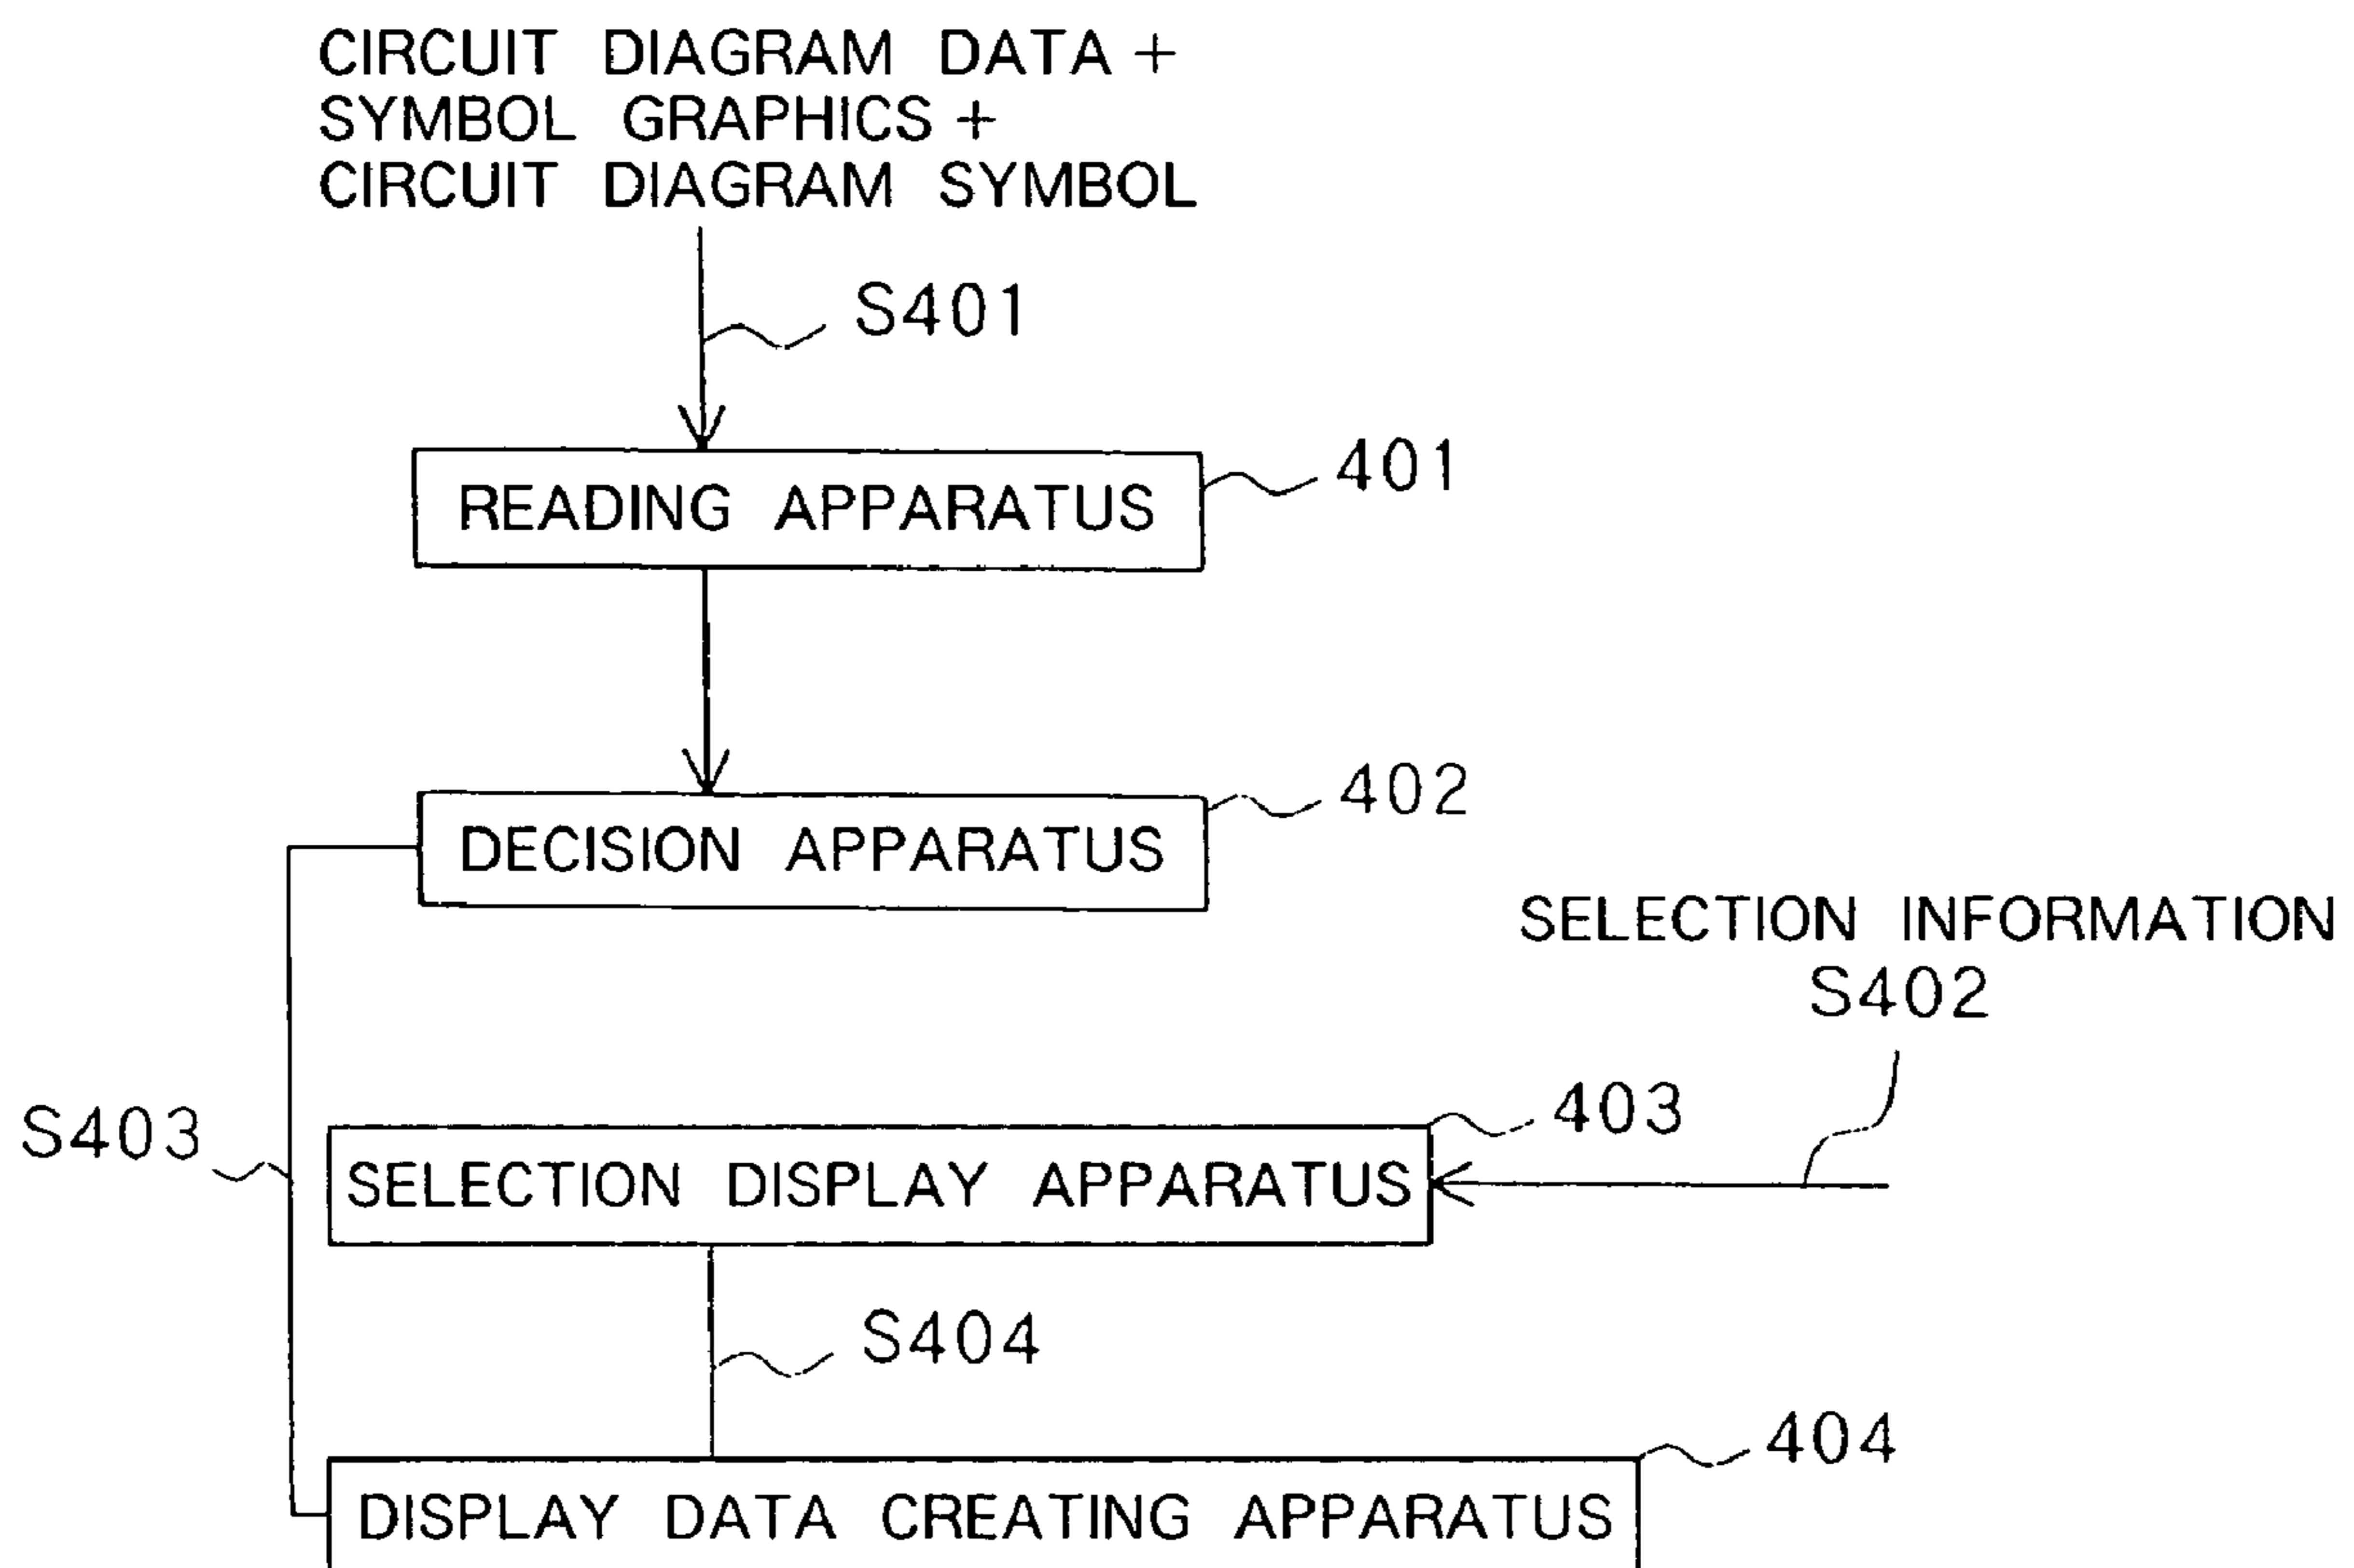 CIRCUIT DIAGRAM DATA +
SYMBOL GRAPHICS +
CIRCUIT DIAGRAM SYMBOL
S401
401
READING APPARATUS
402
DECISION APPARATUS
SELECTION INFORMATION
S402
403
S403
SELECTION DISPLAY APPARATUS
S404
404
DISPLAY DATA CREATING APPARATUS